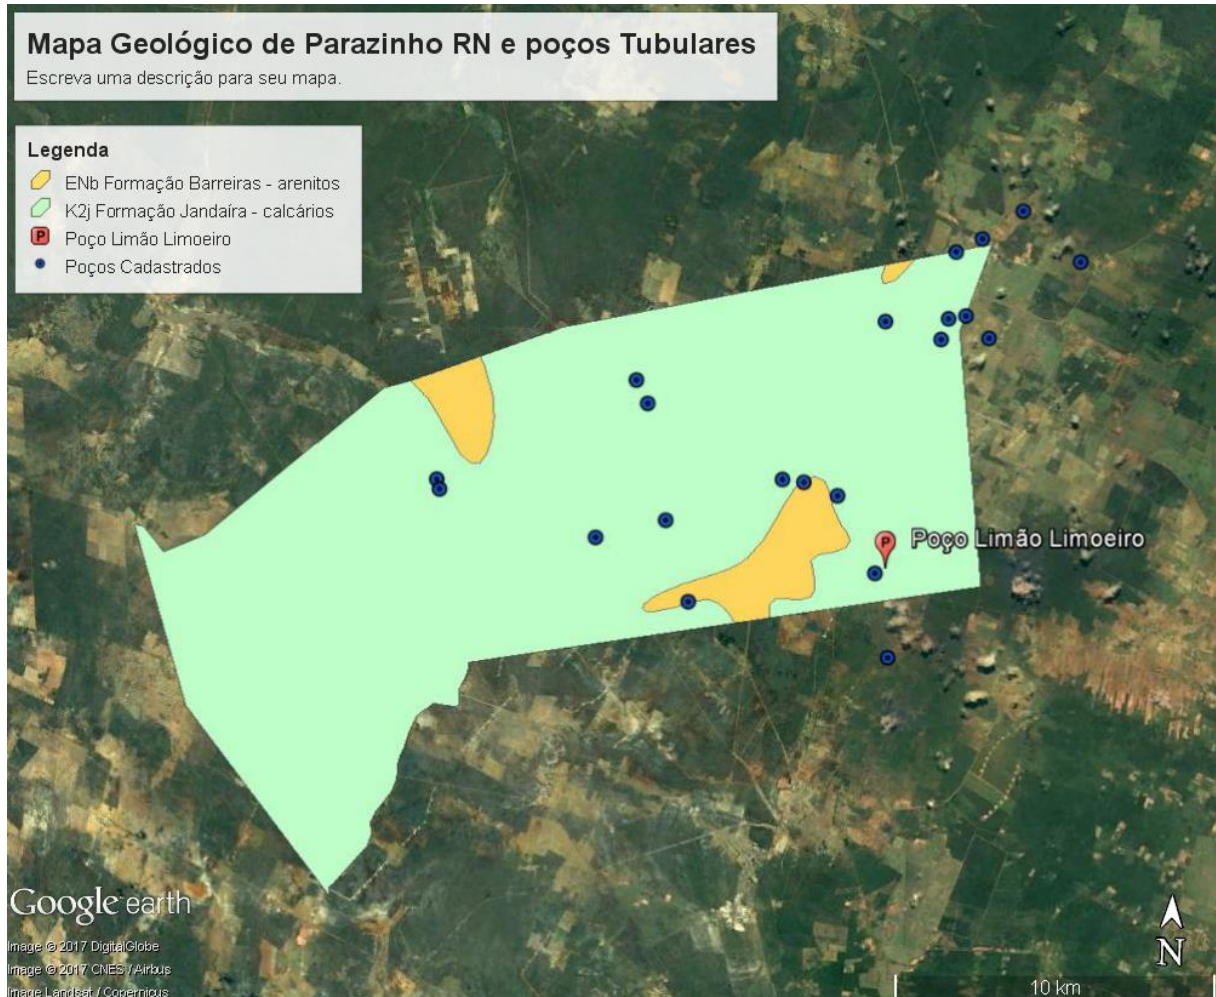 Mapa Geológico de Parazinho RN e poços Tubulares
Escreva uma descrição para seu mapa.
Legenda
ENb Formação Barreiras - arenitos
K2j Formação Jandaíra - calcários
P Poço Limão Limoeiro
Poços Cadastrados
P Poço Limão Limoeiro
Google earth
Image © 2017 DigitalGlobe
Image © 2017 CNES / Airbus
Image Landsat / Copernicus
N
10 km